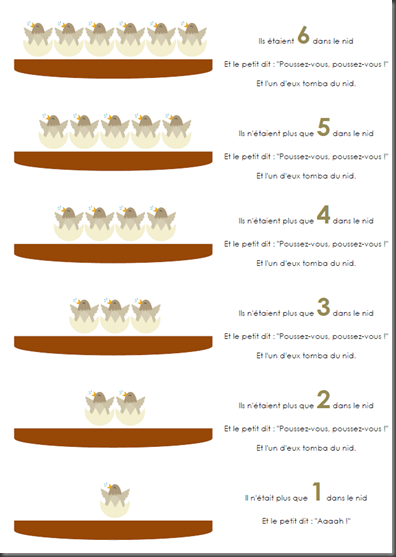 Ils étaient 6 dans le nid
Et le petit dit : "Poussez-vous, poussez-vous !"
Et l'un d'eux tomba du nid.
Ils n'étaient plus que 5 dans le nid
Et le petit dit : "Poussez-vous, poussez-vous !"
Et l'un d'eux tomba du nid.
Ils n'étaient plus que 4 dans le nid
Et le petit dit : "Poussez-vous, poussez-vous !"
Et l'un d'eux tomba du nid.
Ils n'étaient plus que 3 dans le nid
Et le petit dit : "Poussez-vous, poussez-vous !"
Et l'un d'eux tomba du nid.
Ils n'étaient plus que 2 dans le nid
Et le petit dit : "Poussez-vous, poussez-vous !"
Et l'un d'eux tomba du nid.
Il n'était plus que 1 dans le nid
Et le petit dit : "Aaaah !"